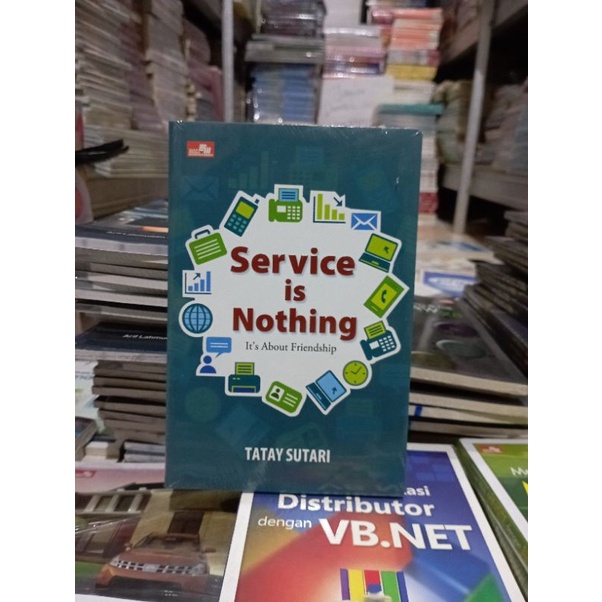 Service
is
Nothing
It's About Friendship
TATAY SUTARI
Distributor
dengan VB.NET